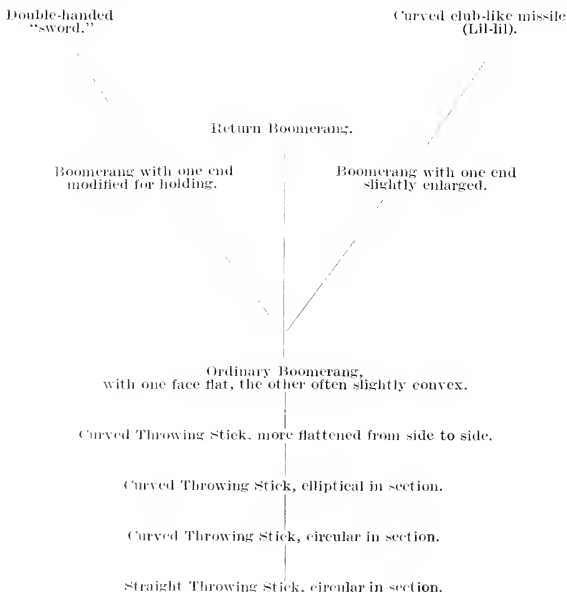 Double-handed
"sword."
Curved club-like missile
(Lil-lil).
Return Boomerang.
Boomerang with one end
modified for holding.
Boomerang with one end
slightly enlarged.
Ordinary Boomerang,
with one face flat, the other often slightly convex.
Curved Throwing Stick, more flattened from side to side.
Curved Throwing Stick, elliptical in section.
Curved Throwing Stick, circular in section.
Straight Throwing Stick, circular in section.